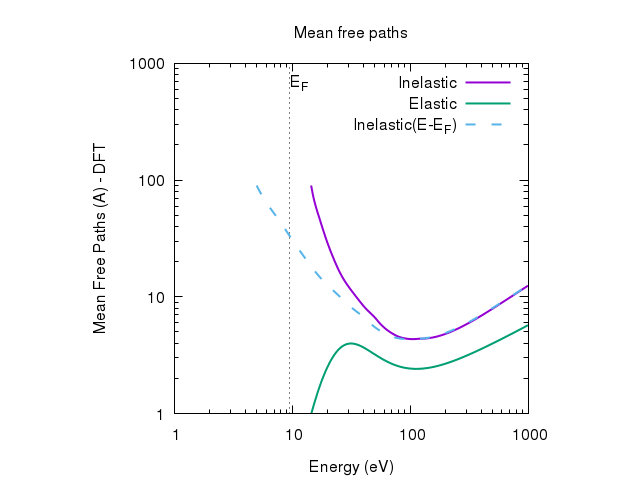 Mean free paths
1000
100
10
1
Mean Free Paths (A) - DFT
E_F
Inelastic
Elastic
Inelastic(E-E_F)
1 10 100 1000
Energy (eV)